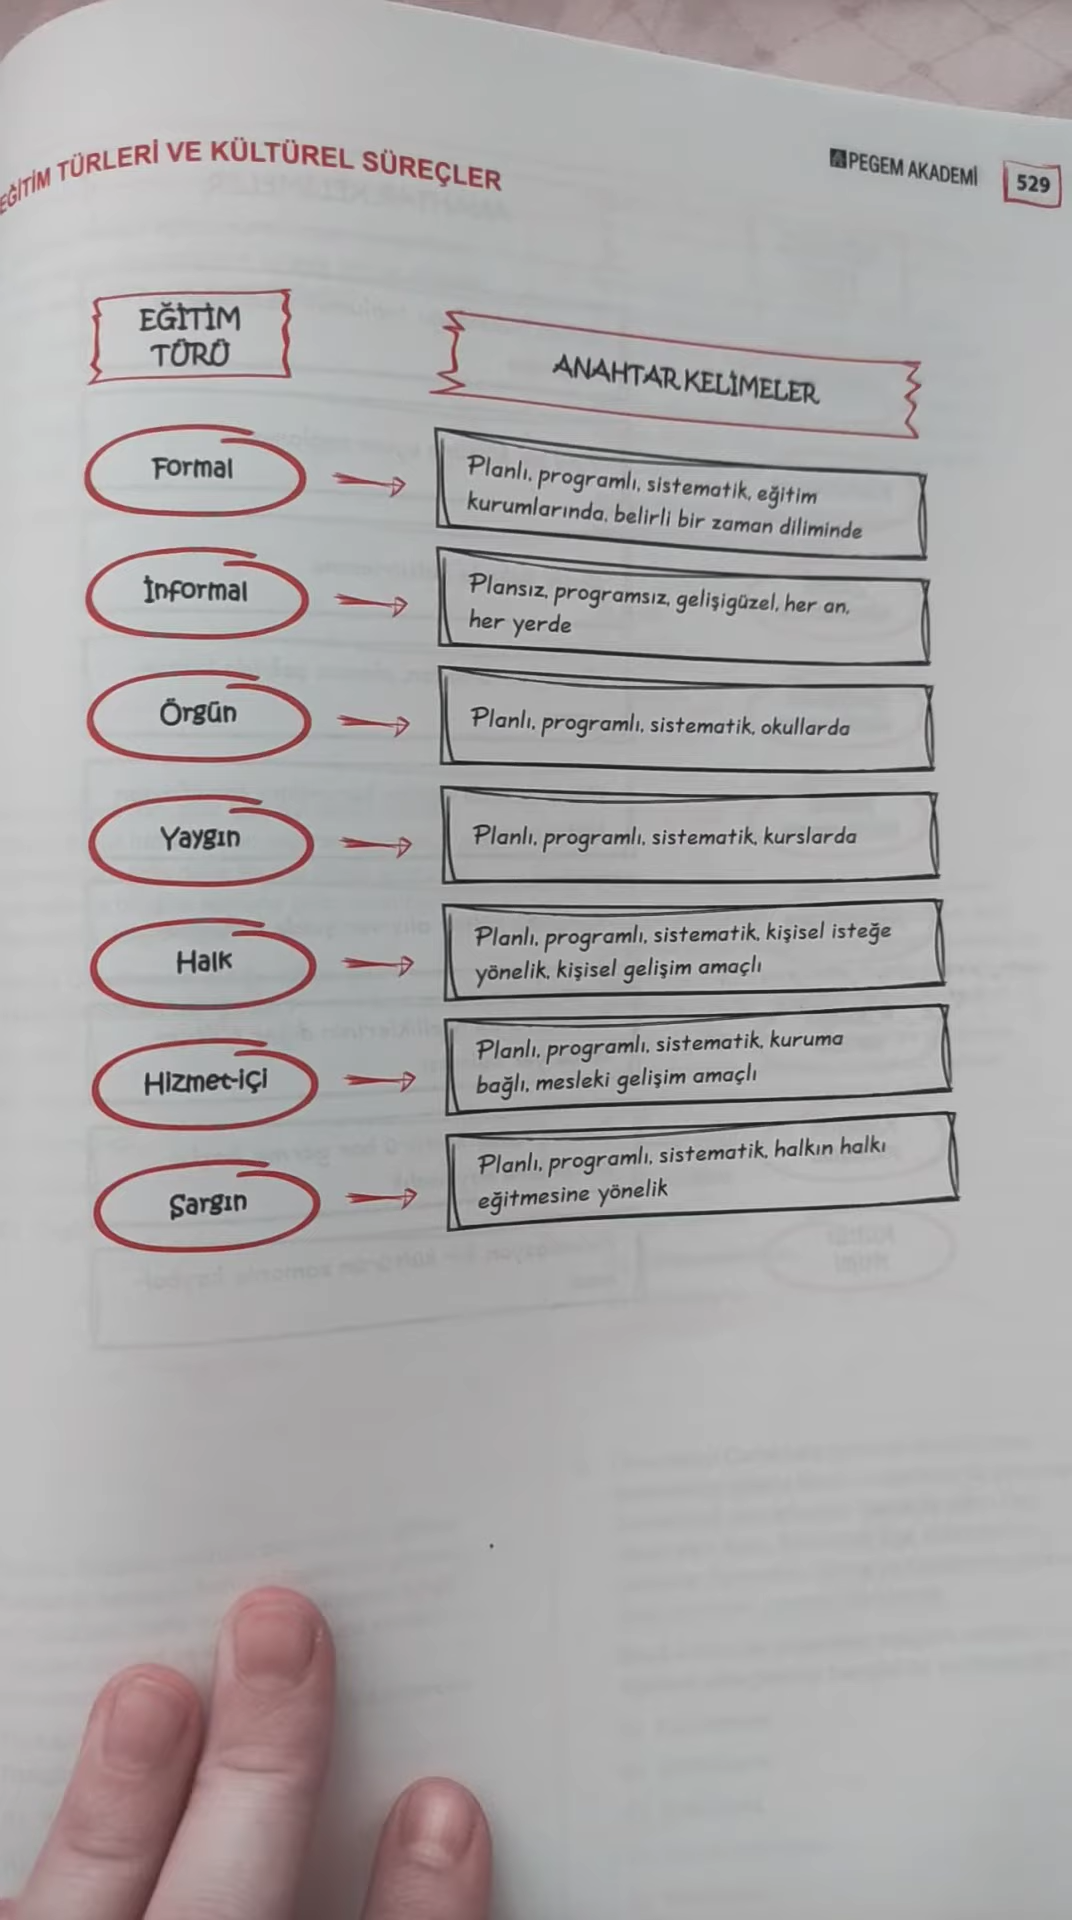 EĞİTİM TÜRLERİ VE KÜLTÜREL SÜREÇLER
PEGEM AKADEMİ
529
EĞİTİM
TÜRÜ
ANAHTAR KELİMELER
Formal
Planlı, programlı, sistematik, eğitim
kurumlarında, belirli bir zaman diliminde
İnformal
Plansız, programsız, gelişigüzel, her an,
her yerde
Örgün
Planlı, programlı, sistematik, okullarda
Yaygın
Planlı, programlı, sistematik, kurslarda
Halk
Planlı, programlı, sistematik, kişisel isteğe
yönelik, kişisel gelişim amaçlı
Hizmet-içi
Planlı, programlı, sistematik, kuruma
bağlı, mesleki gelişim amaçlı
Sargın
Planlı, programlı, sistematik, halkın halkı
eğitmesine yönelik